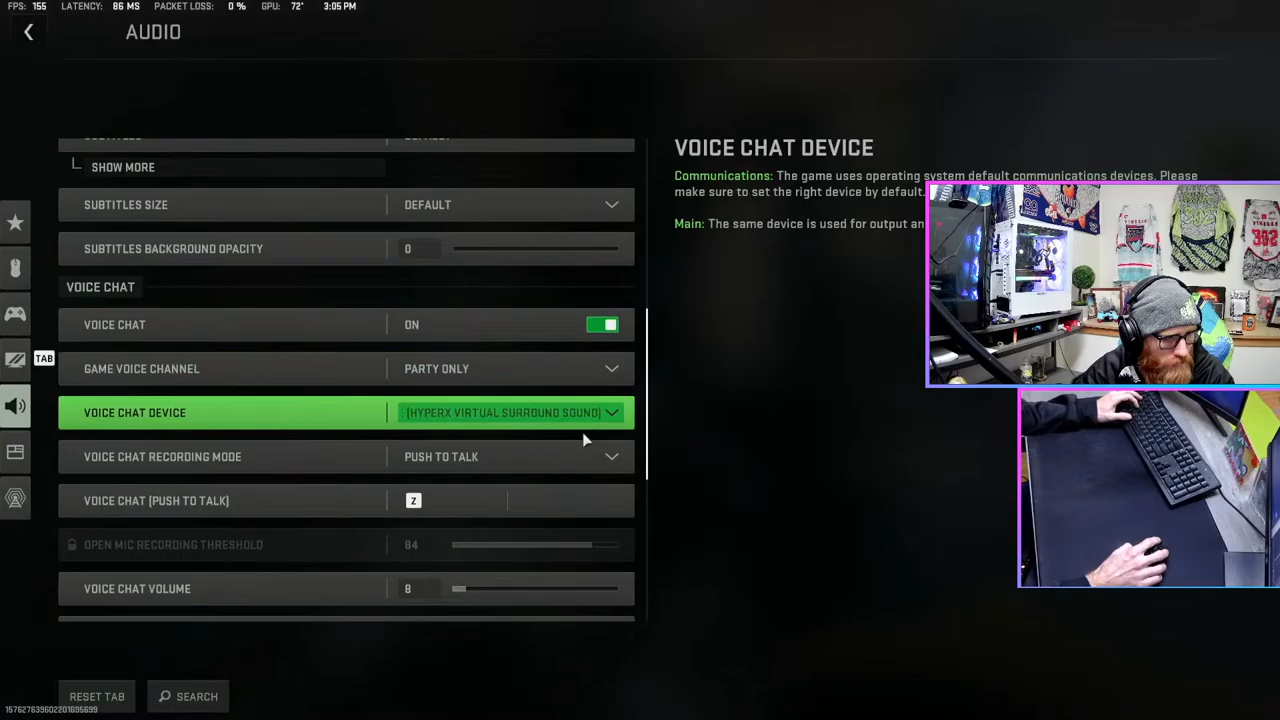 FPS: 155 LATENCY: 86 MS PACKET LOSS: 0 % GPU: 72° 3:05 PM
AUDIO
SHOW MORE
SUBTITLES SIZE DEFAULT
SUBTITLES BACKGROUND OPACITY 0
VOICE CHAT
VOICE CHAT ON
TAB
GAME VOICE CHANNEL PARTY ONLY
VOICE CHAT DEVICE : (HYPERX VIRTUAL SURROUND SOUND)
VOICE CHAT RECORDING MODE PUSH TO TALK
VOICE CHAT (PUSH TO TALK) Z
OPEN MIC RECORDING THRESHOLD 84
VOICE CHAT VOLUME 8
RESET TAB SEARCH
157627639602201695699
VOICE CHAT DEVICE
Communications: The game uses operating system default communications devices. Please
make sure to set the right device by default.
Main: The same device is used for output an